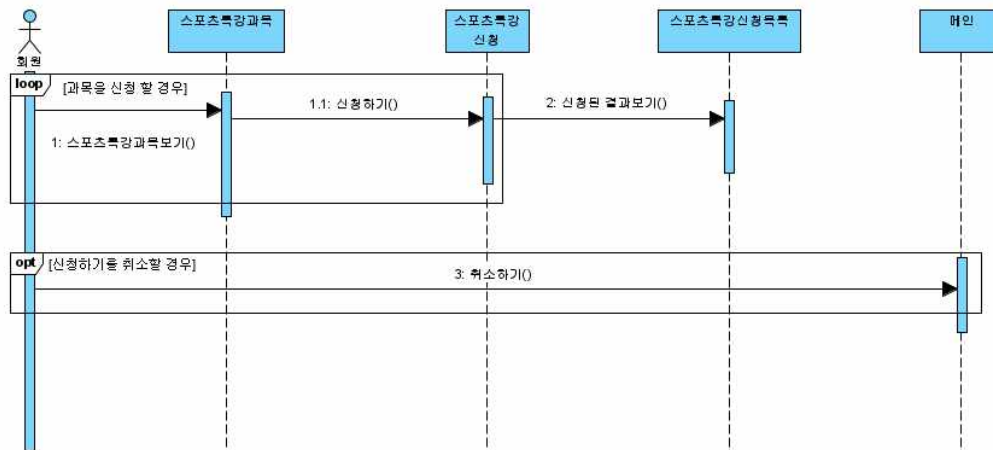 스포츠특강과목
스포츠특강
신청
스포츠특강신청목록
메인
회원
loop
[과목을 신청 할 경우]
1.1: 신청하기()
2: 신청된 결과보기()
1: 스포츠특강과목보기()
opt
[신청하기를 취소할 경우]
3: 취소하기()